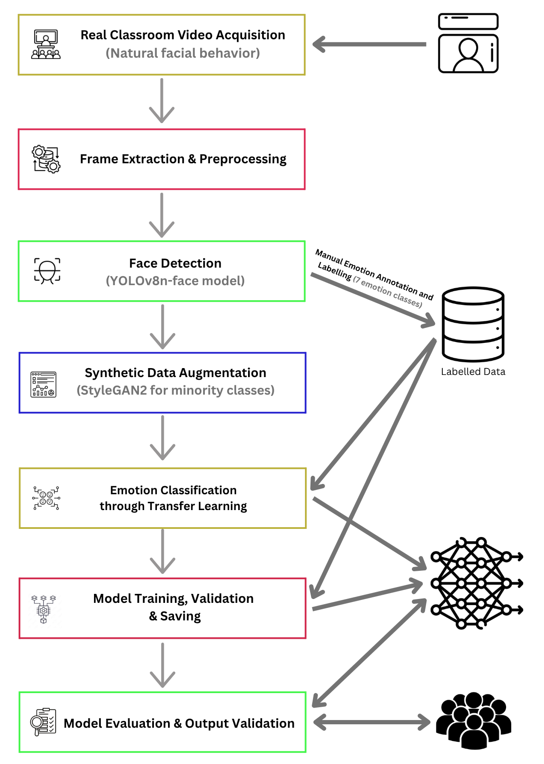 Real Classroom Video Acquisition
(Natural facial behavior)
Frame Extraction & Preprocessing
Face Detection
(YOLOv8n-face model)
Manual Emotion Annotation and
Labelling (7 emotion classes)
Labelled Data
Synthetic Data Augmentation
(StyleGAN2 for minority classes)
Emotion Classification
through Transfer Learning
Model Training, Validation
& Saving
Model Evaluation & Output Validation